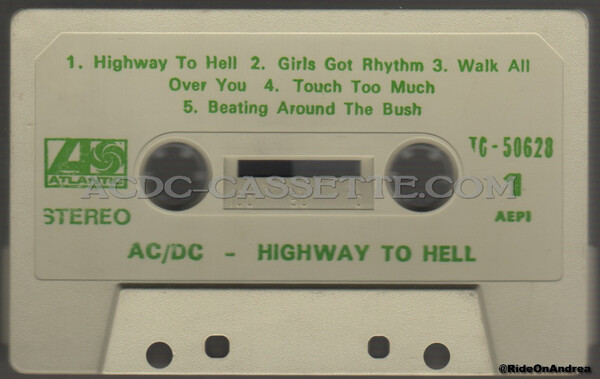 1. Highway To Hell 2. Girls Got Rhythm 3. Walk All
Over You 4. Touch Too Much
5. Beating Around The Bush
TC-50628
ATLANTIC
ACDC-CASSETTE.COM
1
STEREO
AEPI
AC/DC - HIGHWAY TO HELL
@RideOnAndrea